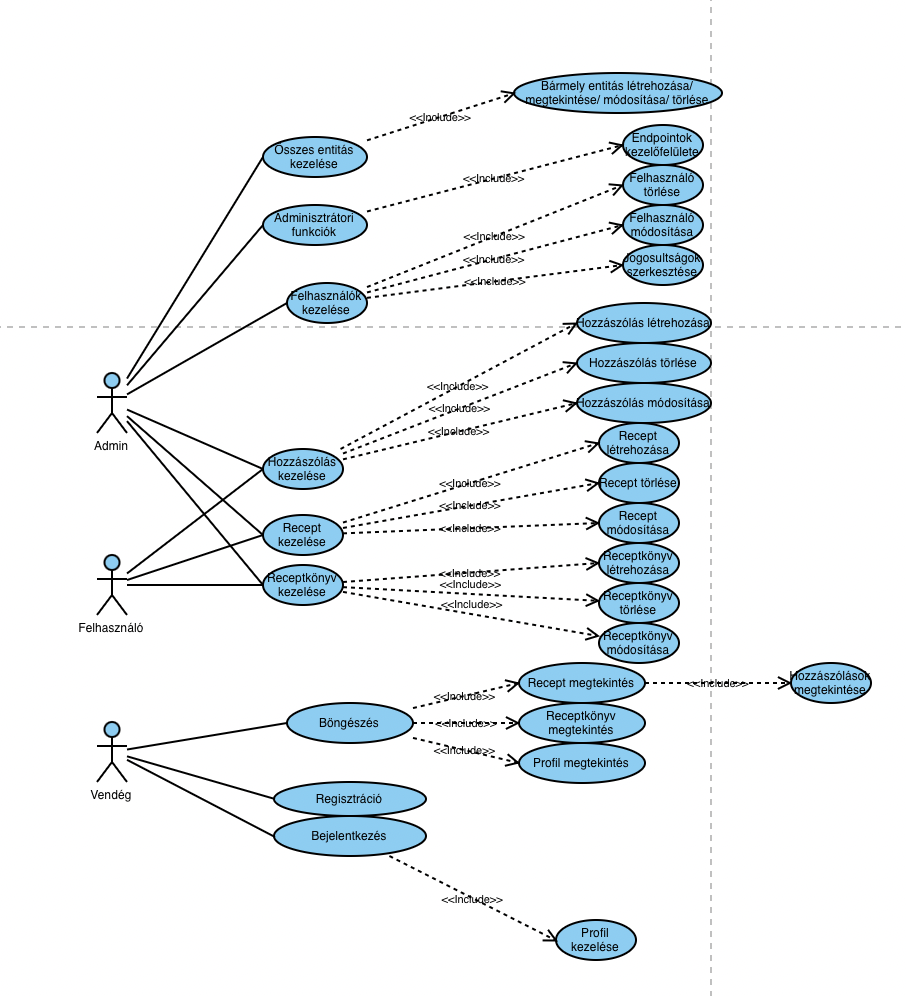 Bármely entitás létrehozása/
megtekintése/ módosítása/ törlése
<<Include>>
Összes entitás
kezelése
Endpointok
kezelőfelülete
<<Include>>
Felhasználó
törlése
Adminisztrátori
funkciók
Felhasználó
módosítása
<<Include>>
<<Include>>
Jogosultságok
szerkesztése
<<Include>>
Felhasználók
kezelése
Hozzászólás létrehozása
Hozzászólás törlése
<<Include>>
Hozzászólás módosítása
<<Include>>
<<Include>>
Admin
Recept
létrehozása
Hozzászólás
kezelése
Recept törlése
<<Include>>
<<Include>>
Recept
módosítása
<<Include>>
Recept
kezelése
Receptkönyv
létrehozása
<<Include>>
<<Include>>
Receptkönyv
kezelése
Receptkönyv
törlése
<<Include>>
Felhasználó
Receptkönyv
módosítása
Recept megtekintés
<<Include>>
Hozzászólások
megtekintése
<<Include>>
Böngészés
<<Include>>
Receptkönyv
megtekintés
<<Include>>
Profil megtekintés
Vendég
Regisztráció
Bejelentkezés
<<Include>>
Profil
kezelése